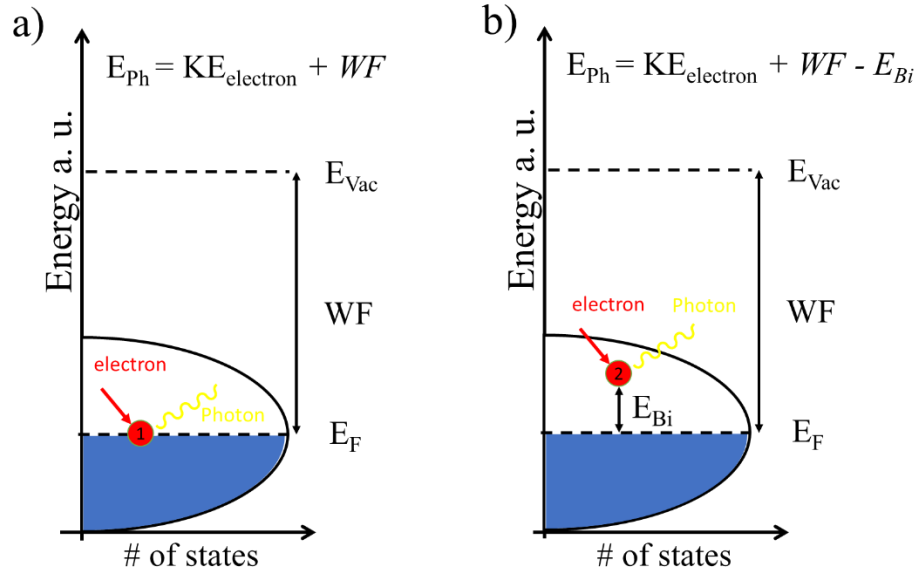 a)
E_Ph = KE_electron + WF
Energy a. u.
E_Vac
WF
electron
Photon
1
E_F
# of states
b)
E_Ph = KE_electron + WF - E_Bi
Energy a. u.
E_Vac
electron
Photon
WF
2
E_Bi
E_F
# of states